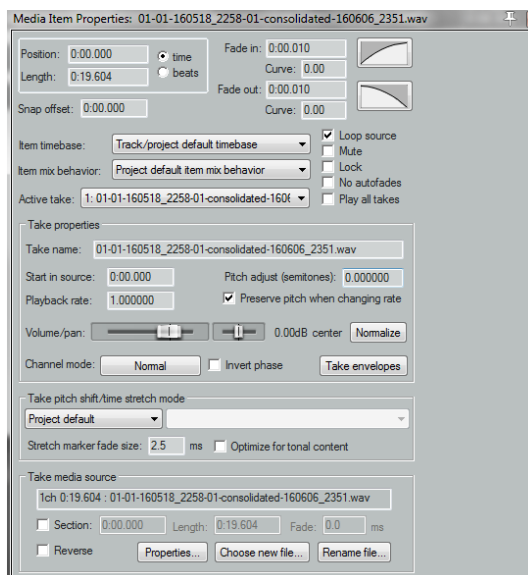 Media Item Properties: 01-01-160518_2258-01-consolidated-160606_2351.wav
Position: 0:00.000 time
Length: 0:19.604 beats
Fade in: 0:00.010
Curve: 0.00
Fade out: 0:00.010
Curve: 0.00
Snap offset: 0:00.000
Item timebase: Track/project default timebase
Item mix behavior: Project default item mix behavior
Active take: 1: 01-01-160518_2258-01-consolidated-1606
Loop source
Mute
Lock
No autofades
Play all takes
Take properties
Take name: 01-01-160518_2258-01-consolidated-160606_2351.wav
Start in source: 0:00.000 Pitch adjust (semitones): 0.000000
Playback rate: 1.000000 Preserve pitch when changing rate
Volume/pan: 0.00dB center Normalize
Channel mode: Normal Invert phase Take envelopes
Take pitch shift/time stretch mode
Project default
Stretch marker fade size: 2.5 ms Optimize for tonal content
Take media source
1ch 0:19.604 : 01-01-160518_2258-01-consolidated-160606_2351.wav
Section: 0:00.000 Length: 0:19.604 Fade: 0.0 ms
Reverse Properties... Choose new file... Rename file...